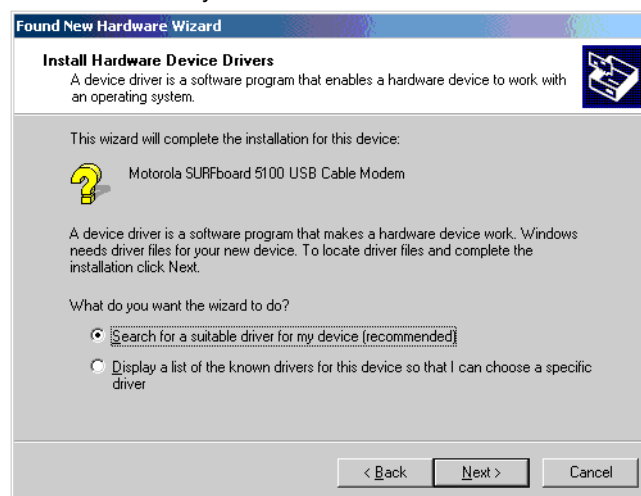 Found New Hardware Wizard
Install Hardware Device Drivers
A device driver is a software program that enables a hardware device to work with
an operating system.
This wizard will complete the installation for this device:
Motorola SURFboard 5100 USB Cable Modem
A device driver is a software program that makes a hardware device work. Windows
needs driver files for your new device. To locate driver files and complete the
installation click Next.
What do you want the wizard to do?
Search for a suitable driver for my device (recommended)
Display a list of the known drivers for this device so that I can choose a specific
driver
< Back Next > Cancel